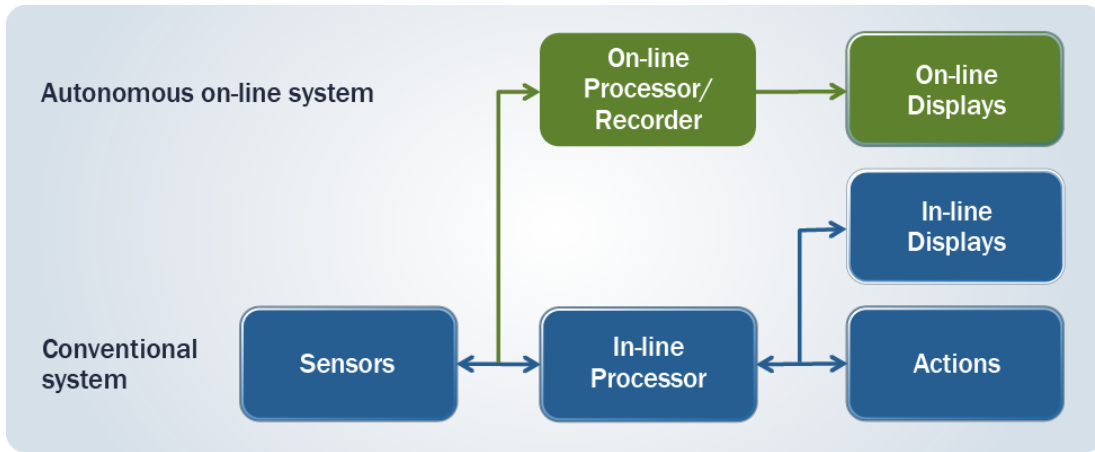 Autonomous on-line system
On-line
Processor/
Recorder
On-line
Displays
In-line
Displays
Conventional
system
Sensors
In-line
Processor
Actions